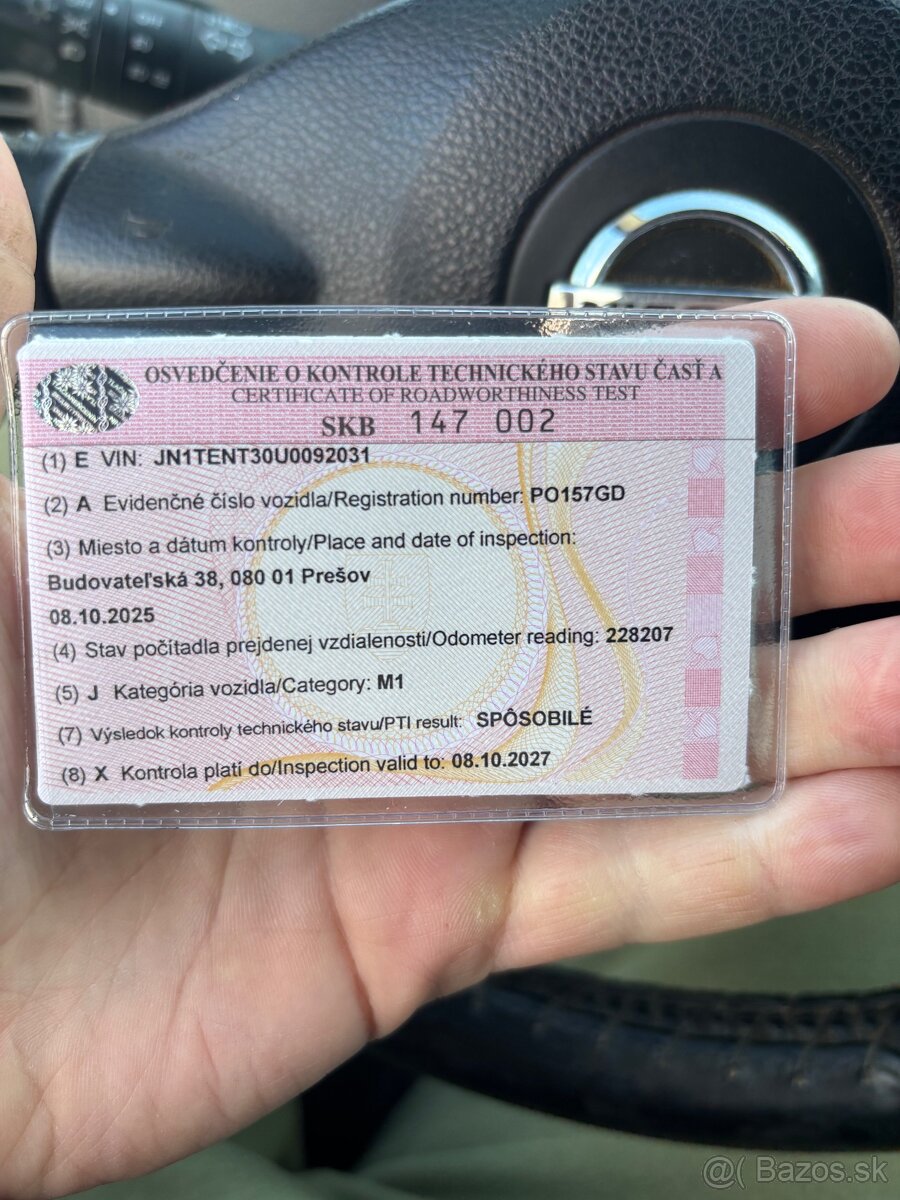 OSVEDČENIE O KONTROLE TECHNICKÉHO STAVU ČASŤ A
CERTIFICATE OF ROADWORTHINESS TEST
SKB 147 002
(1) E VIN: JN1TENT30U0092031
(2) A Evidenčné číslo vozidla/Registration number: PO157GD
(3) Miesto a dátum kontroly/Place and date of inspection:
Budovateľská 38, 080 01 Prešov
08.10.2025
(4) Stav počítadla prejdenej vzdialenosti/Odometer reading: 228207
(5) J Kategória vozidla/Category: M1
(7) Výsledok kontroly technického stavu/PTI result: SPÔSOBILÉ
(8) X Kontrola platí do/Inspection valid to: 08.10.2027
@( Bazos.sk